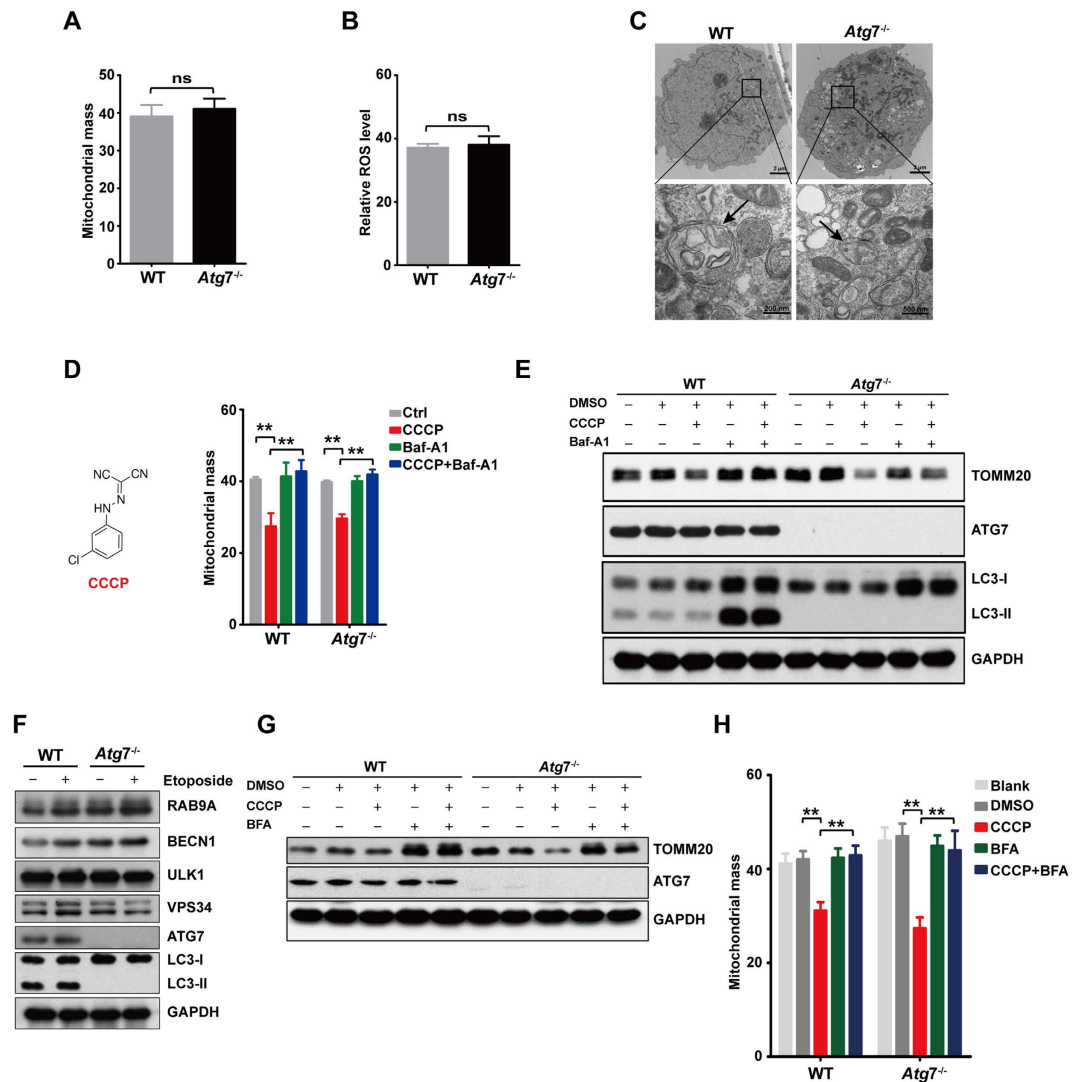 A
ns
Mitochondrial mass
50
40
30
20
10
0
WT
Atg7-/-
B
ns
Relative ROS level
60
40
20
0
WT
Atg7-/-
C
WT
Atg7-/-
2 μm
2 μm
200 nm
500 nm
D
CN
CN
N
HN
Cl
CCCP
Mitochondrial mass
60
40
20
0
** ** ** **
WT
Atg7-/-
Ctrl
CCCP
Baf-A1
CCCP+Baf-A1
E
WT
Atg7-/-
DMSO – + + + + – + + + +
CCCP – – + – + – – + – +
Baf-A1 – – – + + – – – + +
TOMM20
ATG7
LC3-I
LC3-II
GAPDH
F
WT
Atg7-/-
– + – + Etoposide
RAB9A
BECN1
ULK1
VPS34
ATG7
LC3-I
LC3-II
GAPDH
G
WT
Atg7-/-
DMSO – + + + + – + + + +
CCCP – – + – + – – + – +
BFA – – – + + – – – + +
TOMM20
ATG7
GAPDH
H
Mitochondrial mass
60
40
20
0
** ** ** **
WT
Atg7-/-
Blank
DMSO
CCCP
BFA
CCCP+BFA